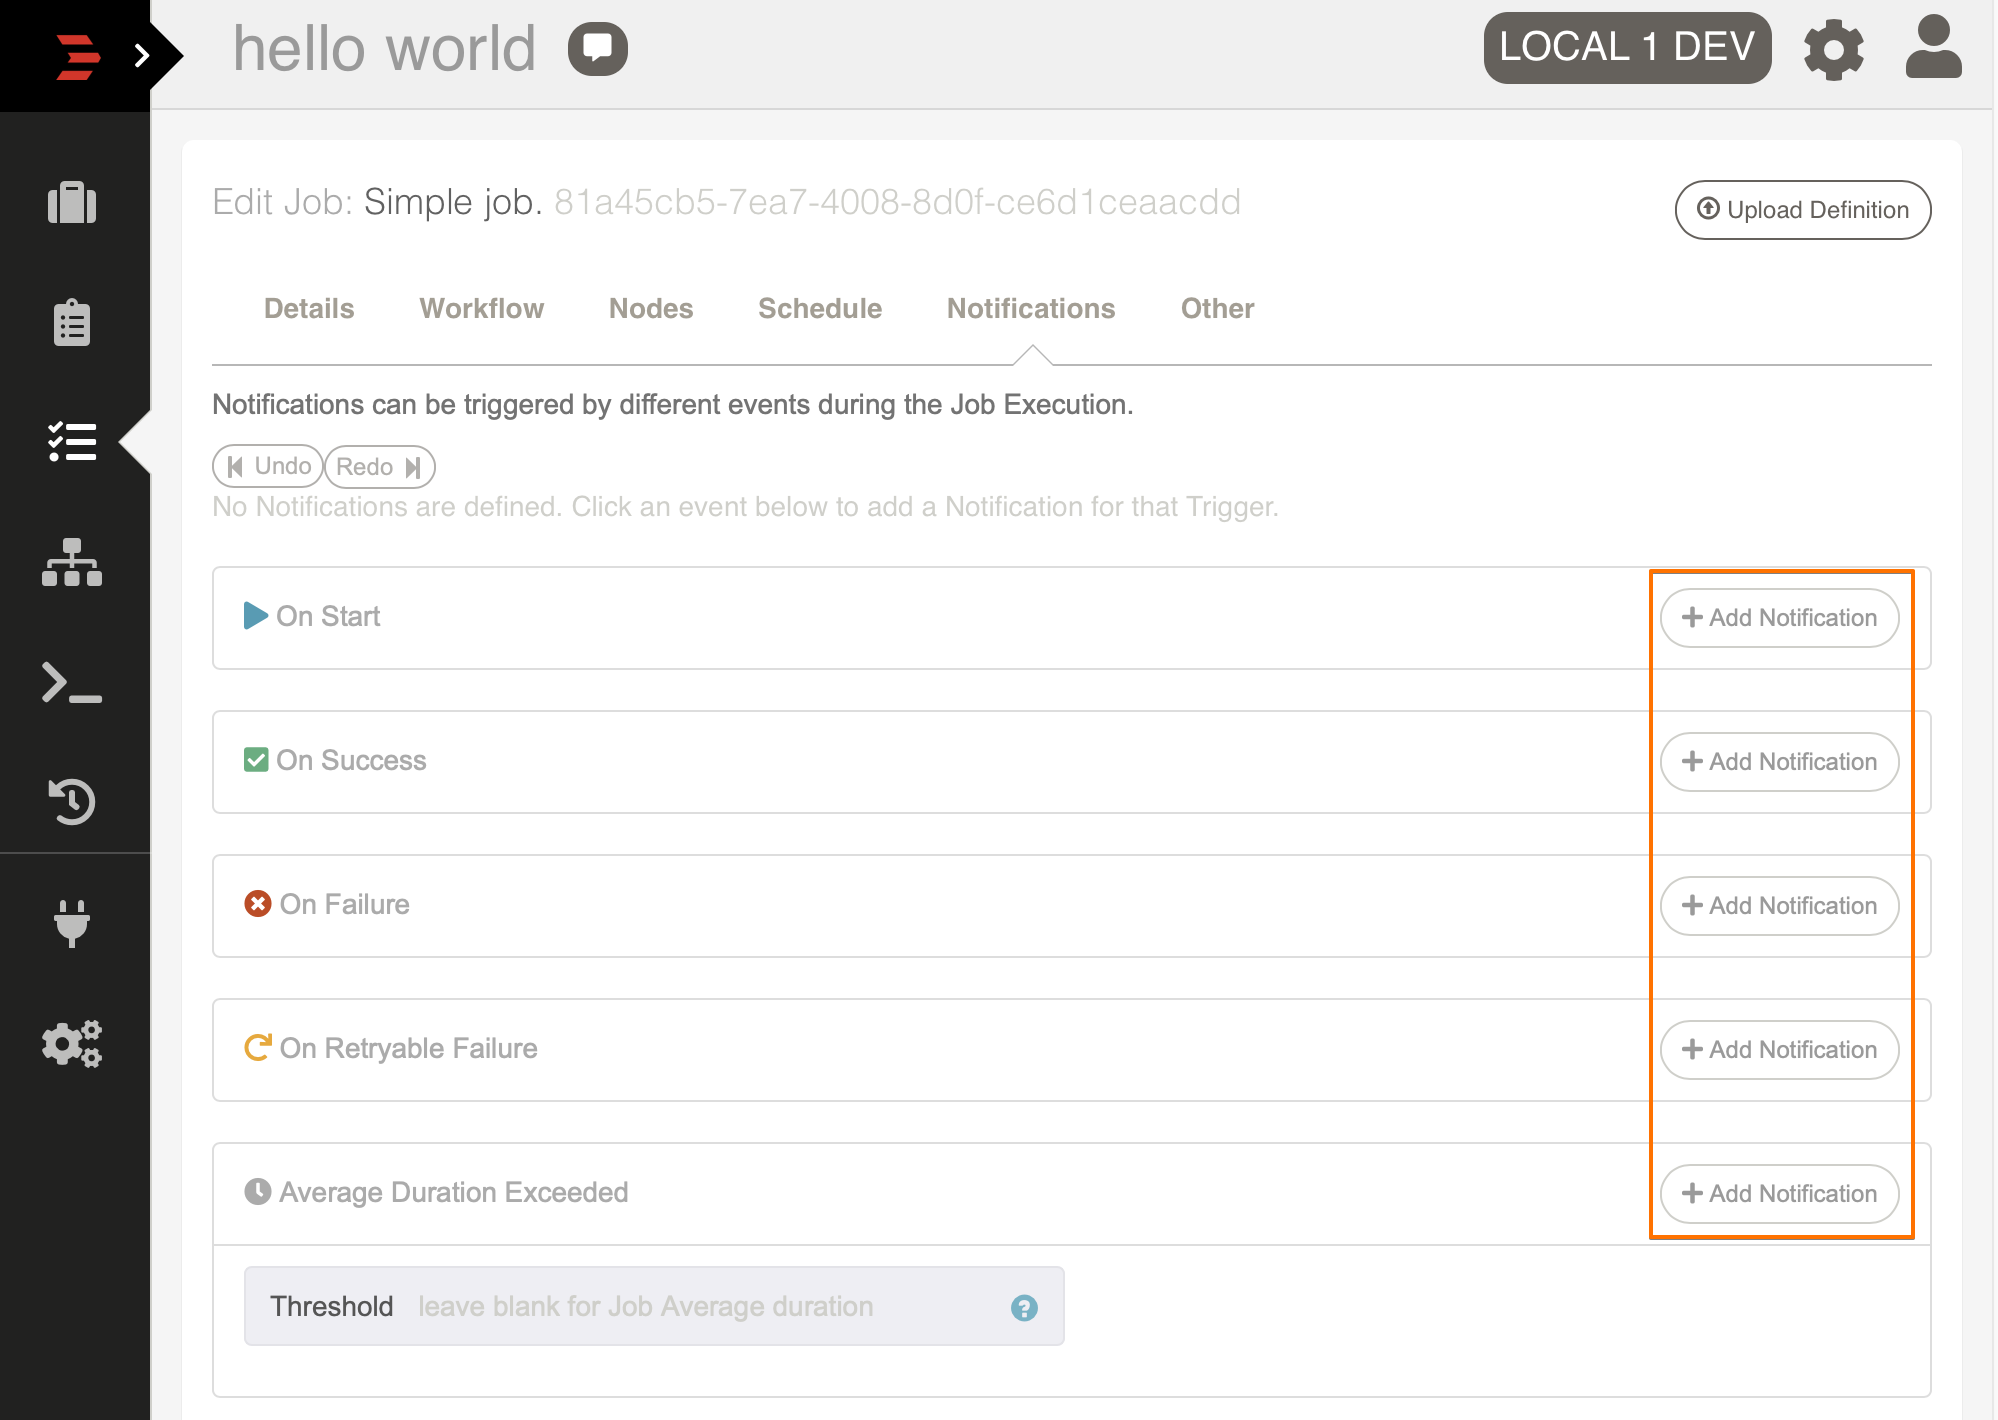 hello world
LOCAL 1 DEV
Edit Job: Simple job. 81a45cb5-7ea7-4008-8d0f-ce6d1ceaacdd
Upload Definition
Details Workflow Nodes Schedule Notifications Other
Notifications can be triggered by different events during the Job Execution.
Undo Redo
No Notifications are defined. Click an event below to add a Notification for that Trigger.
On Start
Add Notification
On Success
Add Notification
On Failure
Add Notification
On Retryable Failure
Add Notification
Average Duration Exceeded
Add Notification
Threshold leave blank for Job Average duration